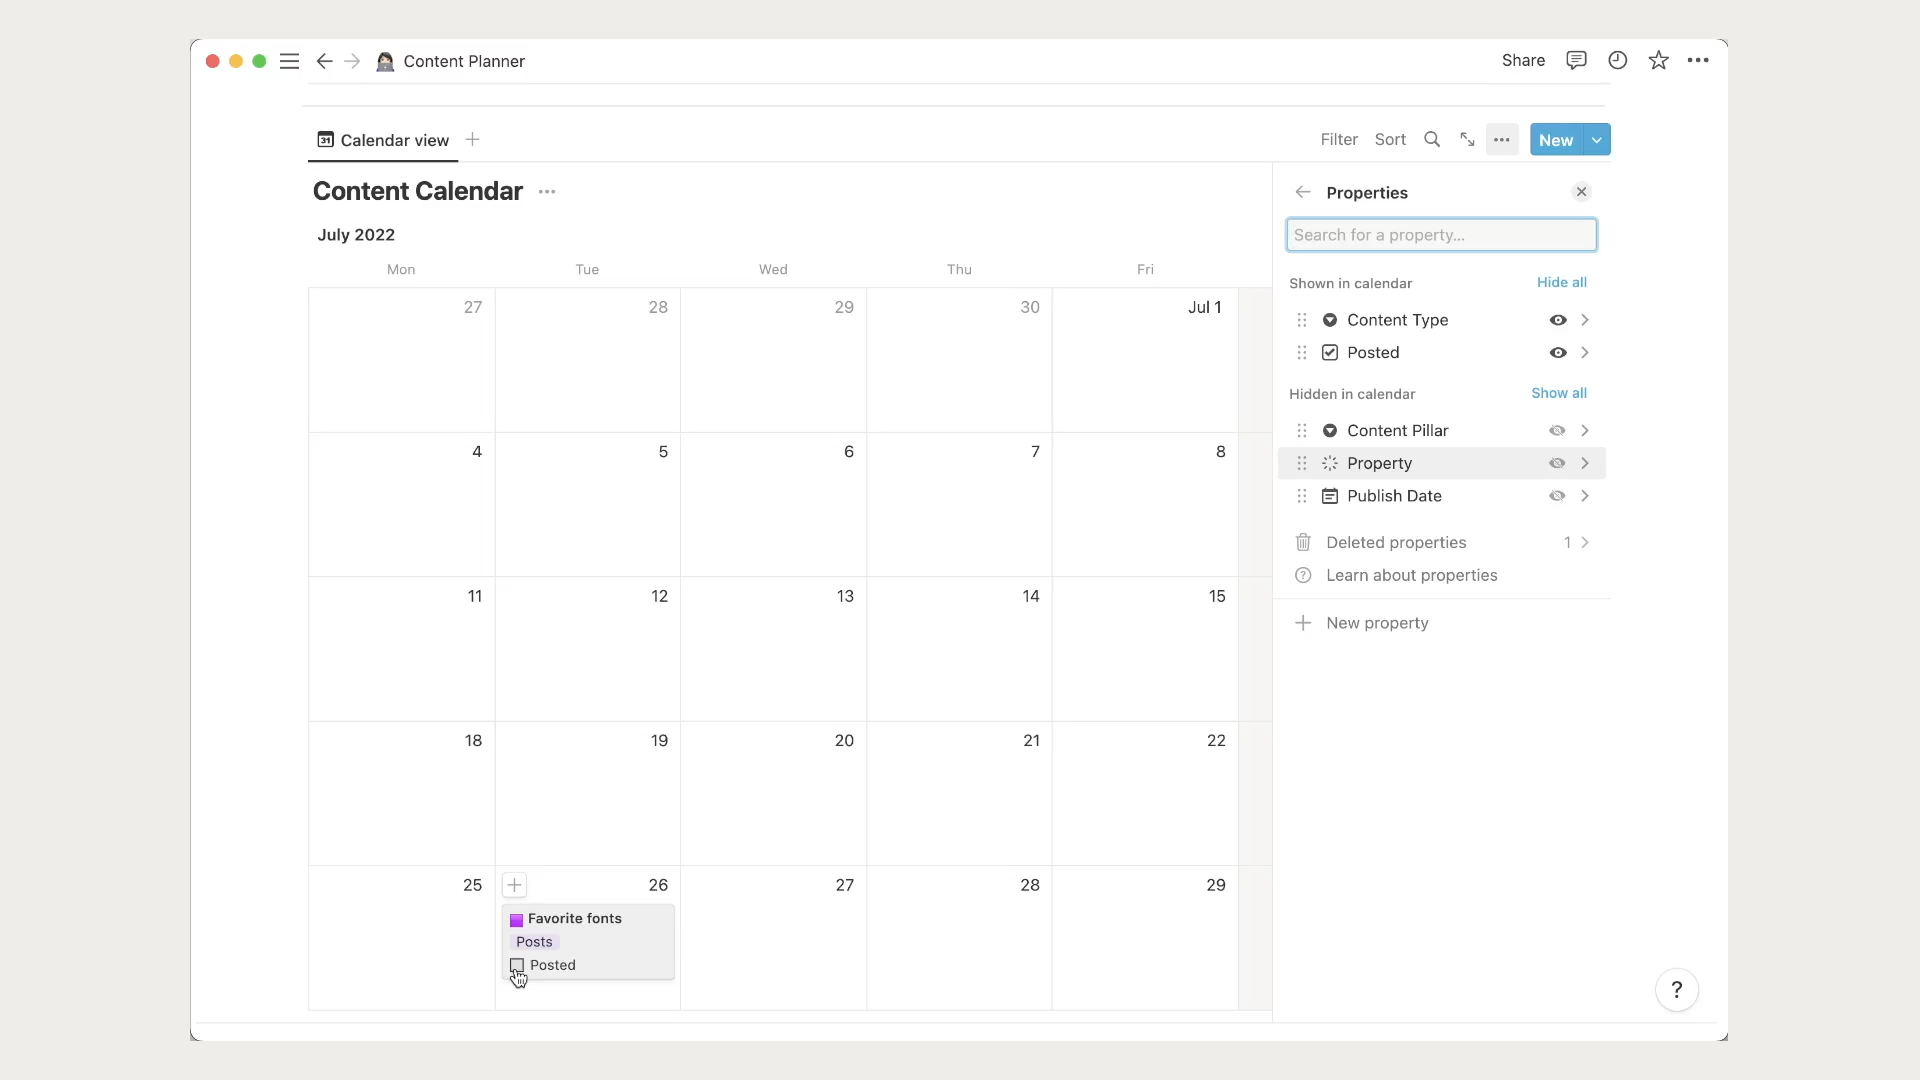 Content Planner
Share
Calendar view
Filter
Sort
New
Content Calendar
July 2022
Mon
Tue
Wed
Thu
Fri
27
28
29
30
Jul 1
4
5
6
7
8
11
12
13
14
15
18
19
20
21
22
25
26
27
28
29
Favorite fonts
Posts
Posted
Properties
Search for a property...
Shown in calendar
Hide all
Content Type
Posted
Hidden in calendar
Show all
Content Pillar
Property
Publish Date
Deleted properties
1
Learn about properties
New property
?